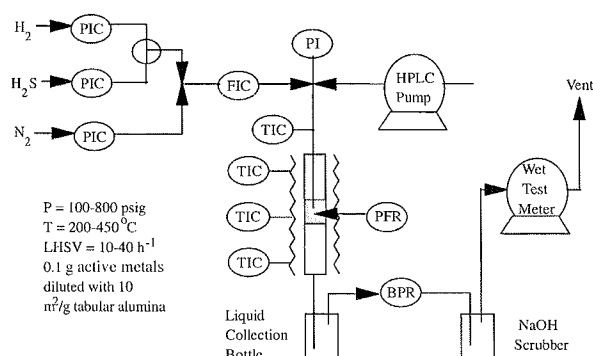 H2
PIC
PI
H2S
PIC
FIC
HPLC
Pump
Vent
N2
PIC
TIC
TIC
Wet
Test
Meter
P = 100-800 psig
T = 200-450°C
LHSV = 10-40 h-1
0.1 g active metals
diluted with 10
m2/g tabular alumina
TIC
PFR
TIC
BPR
Liquid
Collection
Bottle
NaOH
Scrubber